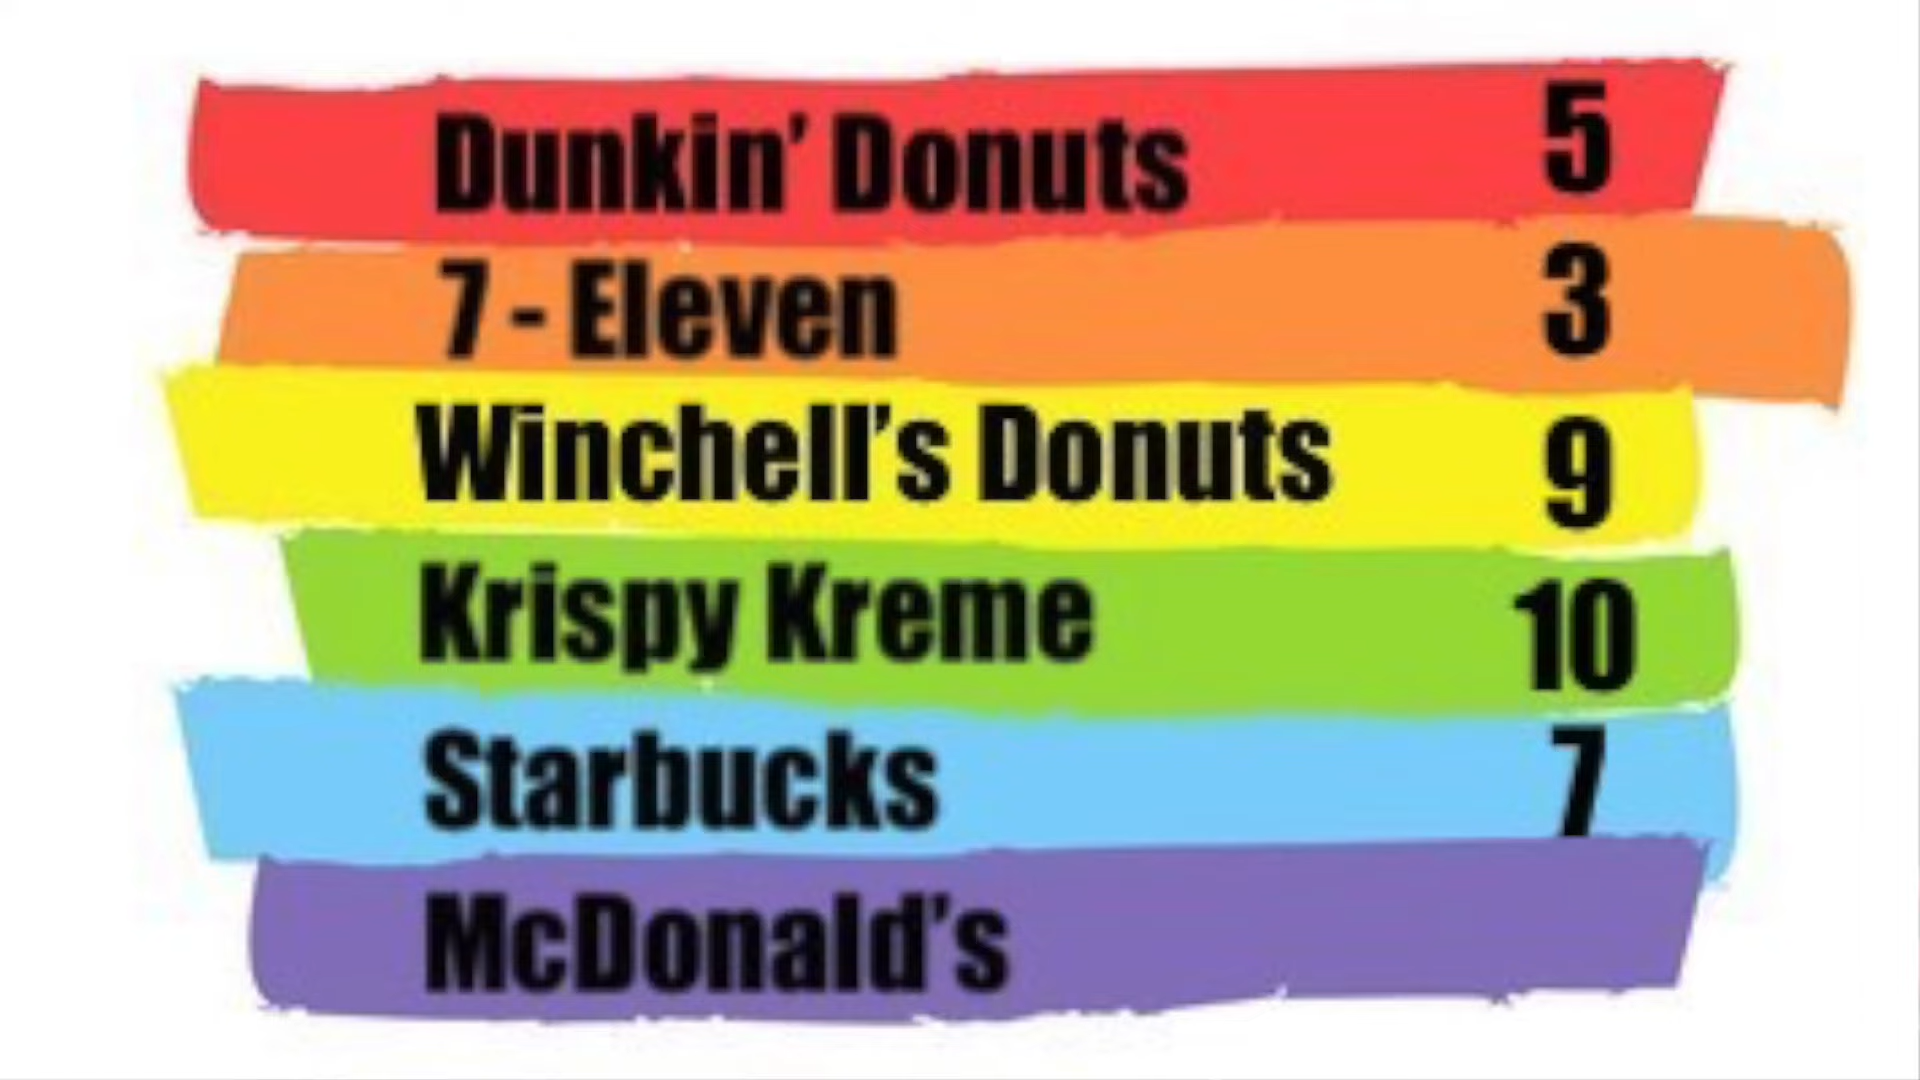 Dunkin' Donuts 5
7 - Eleven 3
Winchell's Donuts 9
Krispy Kreme 10
Starbucks 7
McDonald's